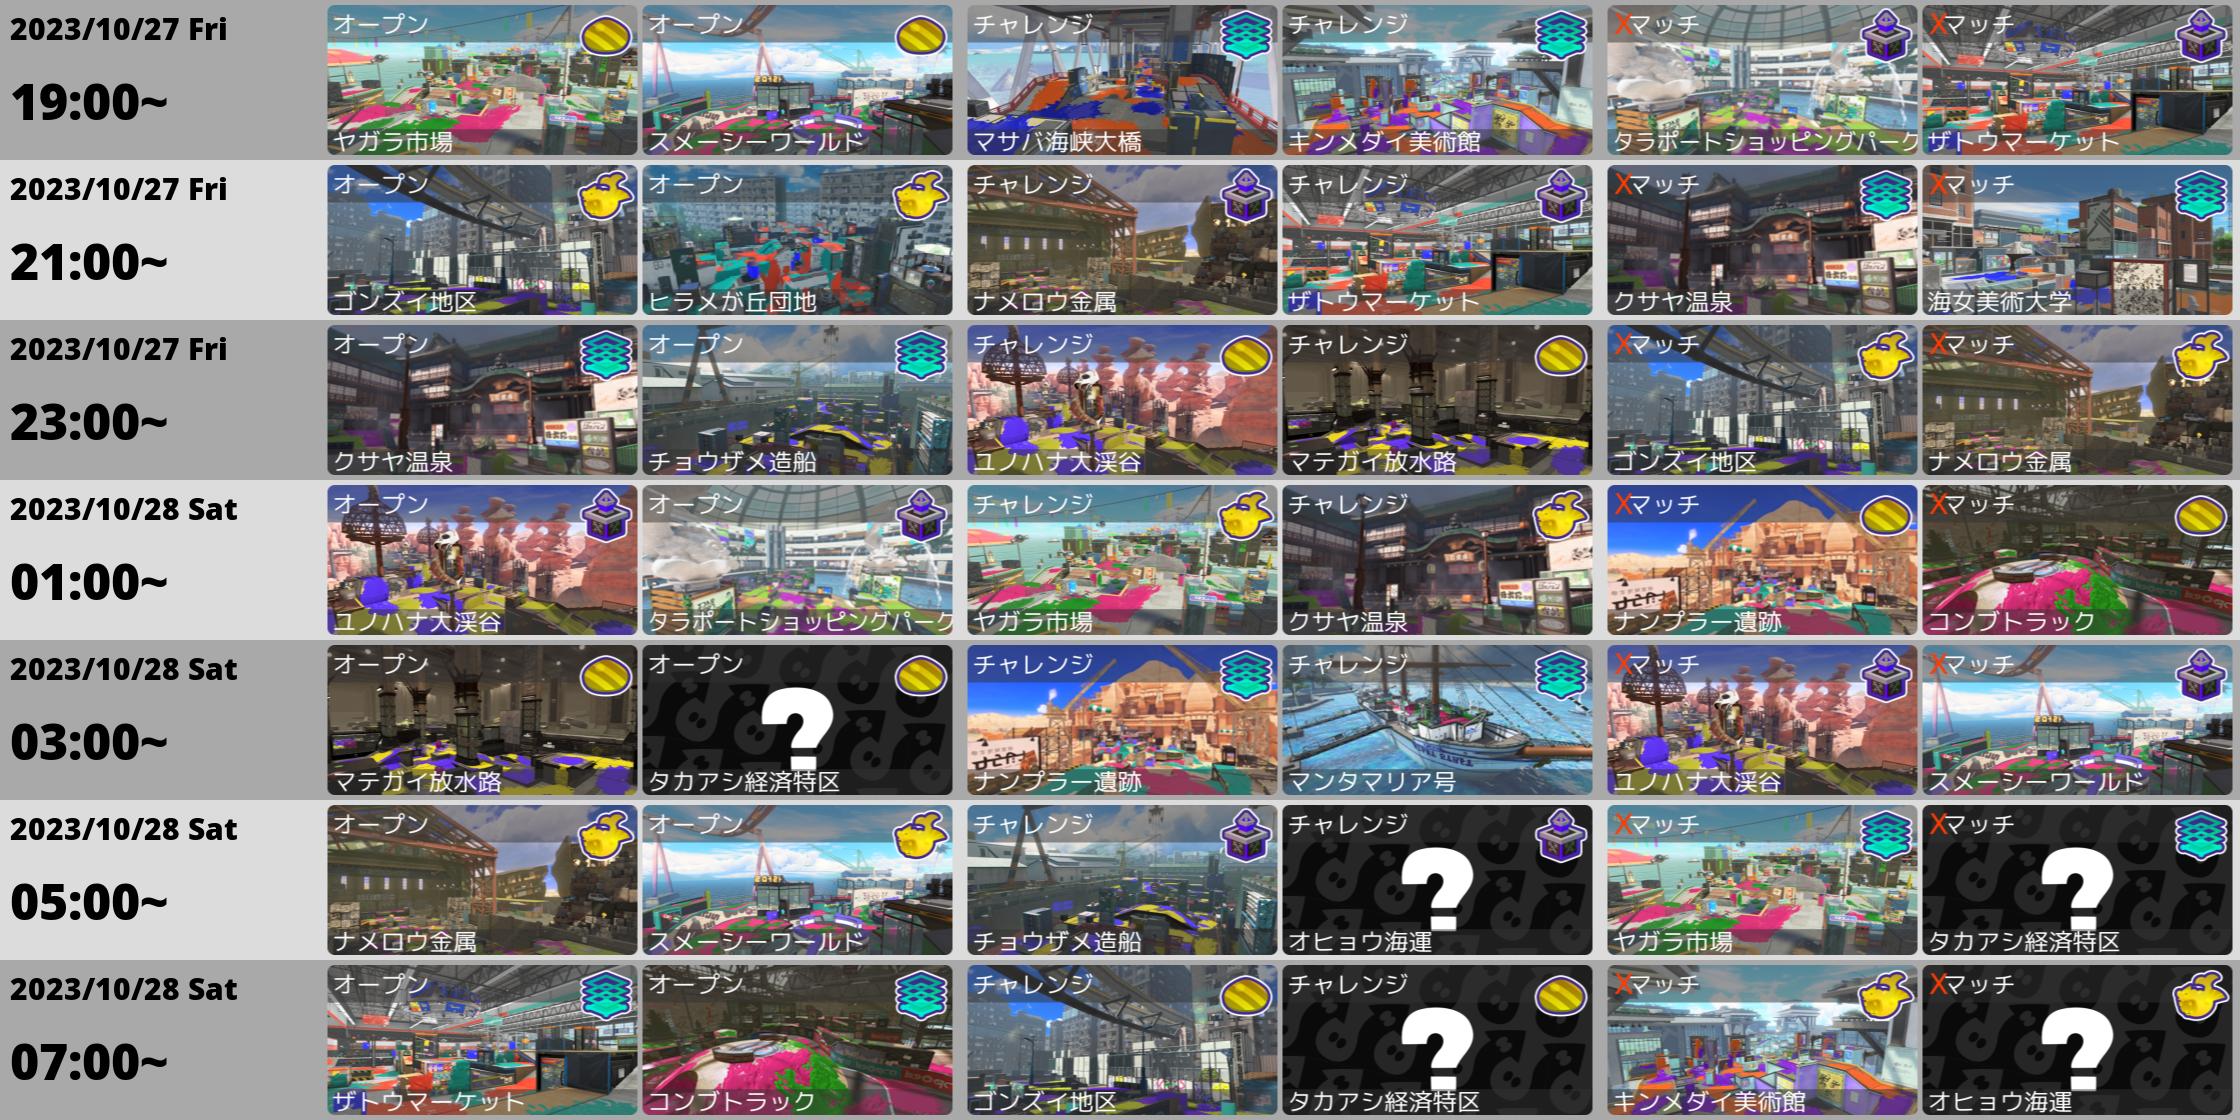 2023/10/27 Fri
19:00~
オープン
ヤガラ市場
オープン
スメーシーワールド
チャレンジ
マサバ海峡大橋
チャレンジ
キンメダイ美術館
Xマッチ
タラポートショッピングパーク
Xマッチ
ザトウマーケット
2023/10/27 Fri
21:00~
オープン
ゴンズイ地区
オープン
ヒラメが丘団地
チャレンジ
ナメロウ金属
チャレンジ
ザトウマーケット
Xマッチ
クサヤ温泉
Xマッチ
海女美術大学
2023/10/27 Fri
23:00~
オープン
クサヤ温泉
オープン
チョウザメ造船
チャレンジ
ユノハナ大渓谷
チャレンジ
マテガイ放水路
Xマッチ
ゴンズイ地区
Xマッチ
ナメロウ金属
2023/10/28 Sat
01:00~
オープン
ユノハナ大渓谷
オープン
タラポートショッピングパーク
チャレンジ
ヤガラ市場
チャレンジ
クサヤ温泉
Xマッチ
ナンプラー遺跡
Xマッチ
コンブトラック
2023/10/28 Sat
03:00~
オープン
マテガイ放水路
オープン
?
タカアシ経済特区
チャレンジ
ナンプラー遺跡
チャレンジ
マンタマリア号
Xマッチ
ユノハナ大渓谷
Xマッチ
スメーシーワールド
2023/10/28 Sat
05:00~
オープン
ナメロウ金属
オープン
スメーシーワールド
チャレンジ
チョウザメ造船
チャレンジ
?
オヒョウ海運
Xマッチ
ヤガラ市場
Xマッチ
?
タカアシ経済特区
2023/10/28 Sat
07:00~
オープン
ザトウマーケット
オープン
コンブトラック
チャレンジ
ゴンズイ地区
チャレンジ
?
タカアシ経済特区
Xマッチ
キンメダイ美術館
Xマッチ
?
オヒョウ海運